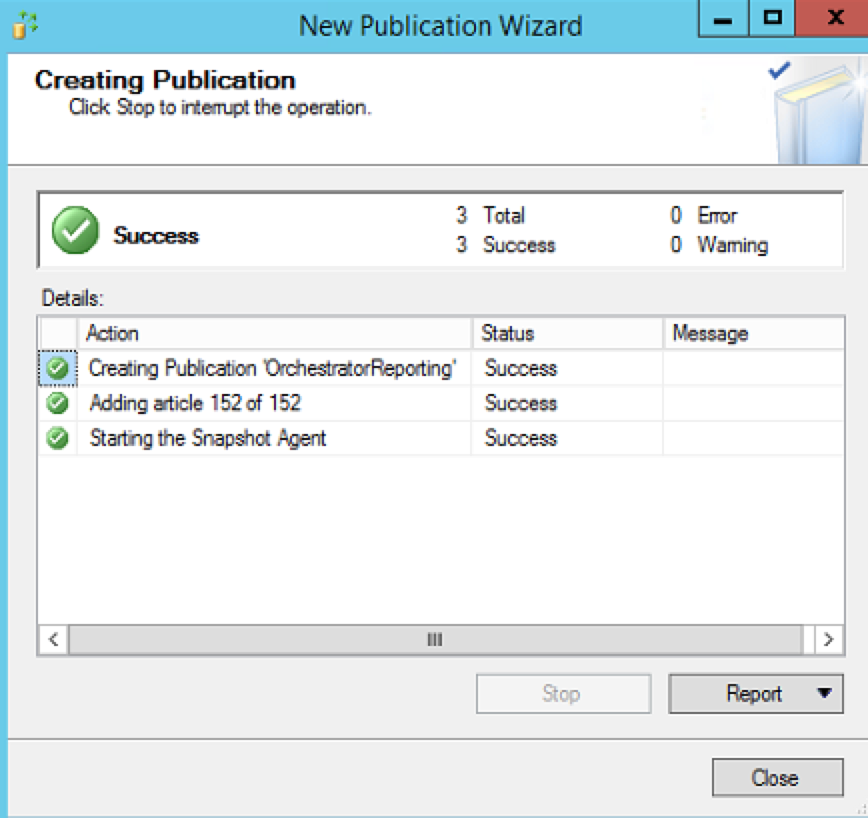 New Publication Wizard
Creating Publication
Click Stop to interrupt the operation.
Success
3 Total
0 Error
3 Success
0 Warning
Details:
Action Status Message
Creating Publication 'OrchestratorReporting' Success
Adding article 152 of 152 Success
Starting the Snapshot Agent Success
Stop Report
Close